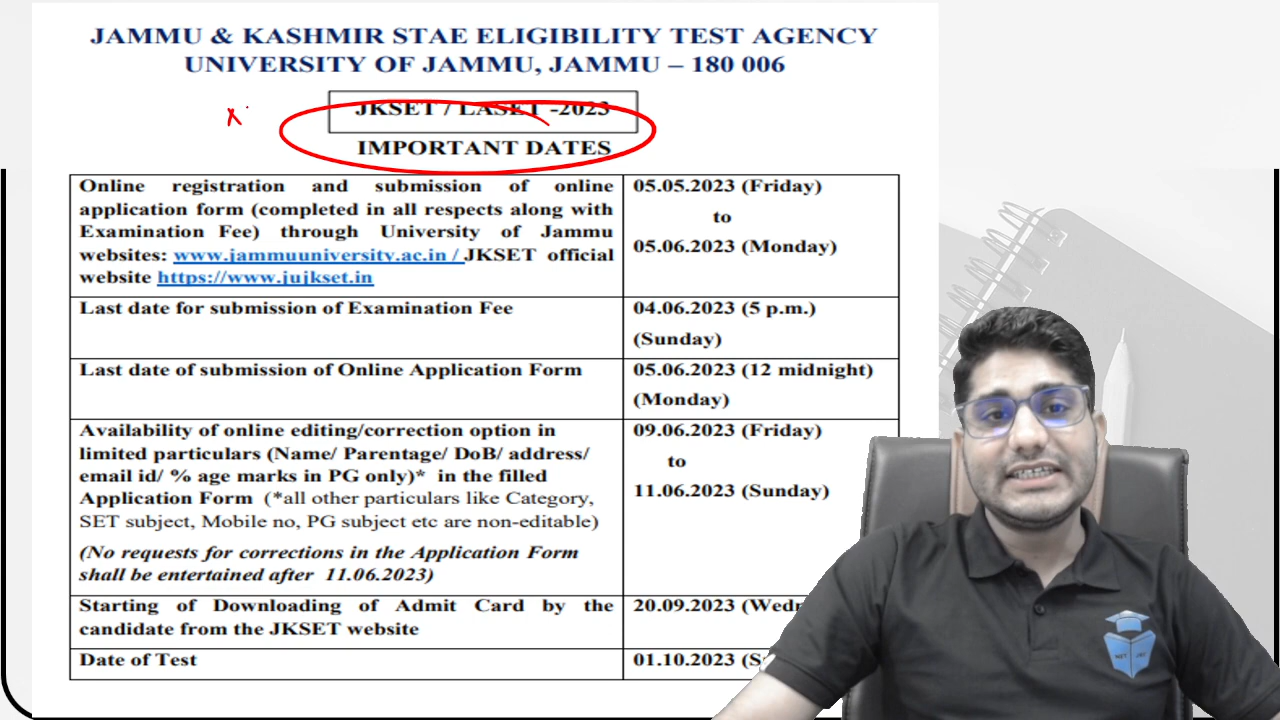 JAMMU & KASHMIR STAE ELIGIBILITY TEST AGENCY
UNIVERSITY OF JAMMU, JAMMU – 180 006
JKSET / LASET -2023
IMPORTANT DATES
Online registration and submission of online
application form (completed in all respects along with
Examination Fee) through University of Jammu
websites: www.jammuuniversity.ac.in / JKSET official
website https://www.jujkset.in
05.05.2023 (Friday)
to
05.06.2023 (Monday)
Last date for submission of Examination Fee
04.06.2023 (5 p.m.)
(Sunday)
Last date of submission of Online Application Form
05.06.2023 (12 midnight)
(Monday)
Availability of online editing/correction option in
limited particulars (Name/ Parentage/ DoB/ address/
email id/ % age marks in PG only)* in the filled
Application Form (*all other particulars like Category,
SET subject, Mobile no, PG subject etc are non-editable)
(No requests for corrections in the Application Form
shall be entertained after 11.06.2023)
09.06.2023 (Friday)
to
11.06.2023 (Sunday)
Starting of Downloading of Admit Card by the
candidate from the JKSET website
20.09.2023
Date of Test
01.10.2023